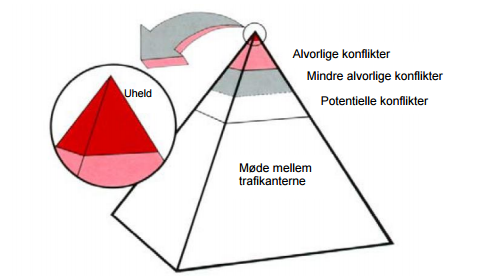 Alvorlige konflikter
Mindre alvorlige konflikter
Uheld
Potentielle konflikter
Møde mellem
trafikanterne